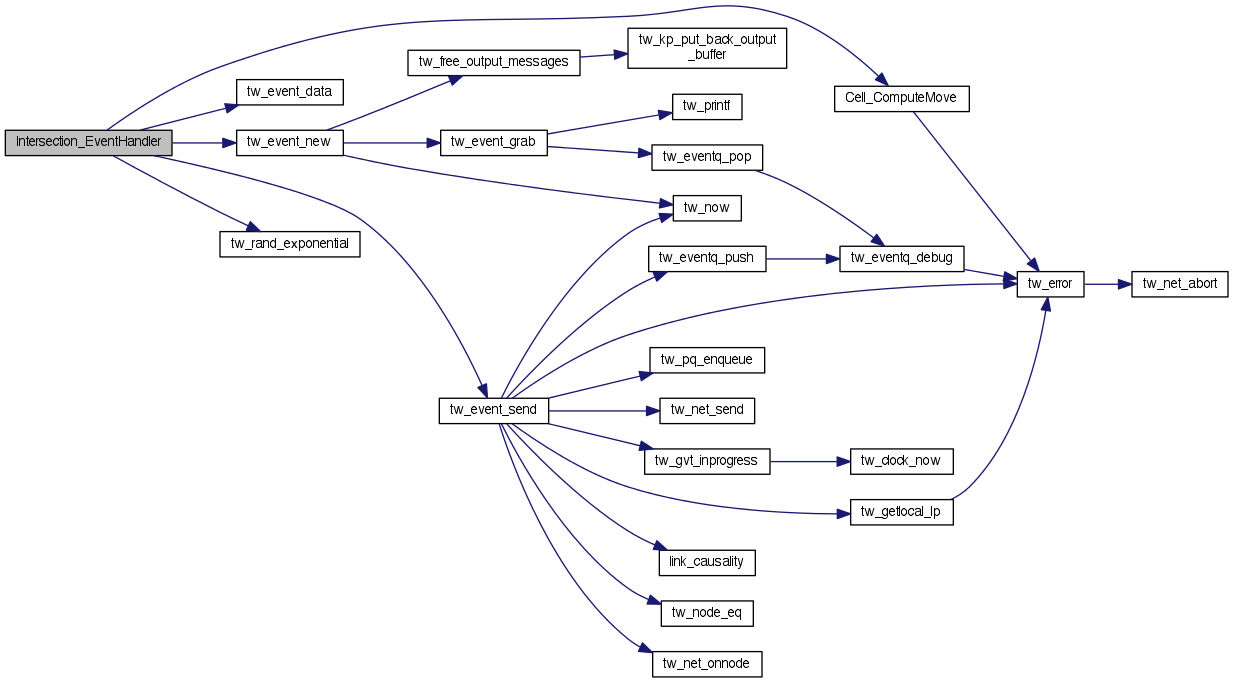 Intersection_EventHandler
tw_event_data
tw_event_new
tw_rand_exponential
tw_free_output_messages
tw_event_grab
tw_event_send
tw_kp_put_back_output
_buffer
tw_printf
tw_eventq_pop
tw_now
tw_eventq_push
tw_pq_enqueue
tw_net_send
tw_gvt_inprogress
link_causality
tw_node_eq
tw_net_onnode
Cell_ComputeMove
tw_eventq_debug
tw_clock_now
tw_getlocal_lp
tw_error
tw_net_abort